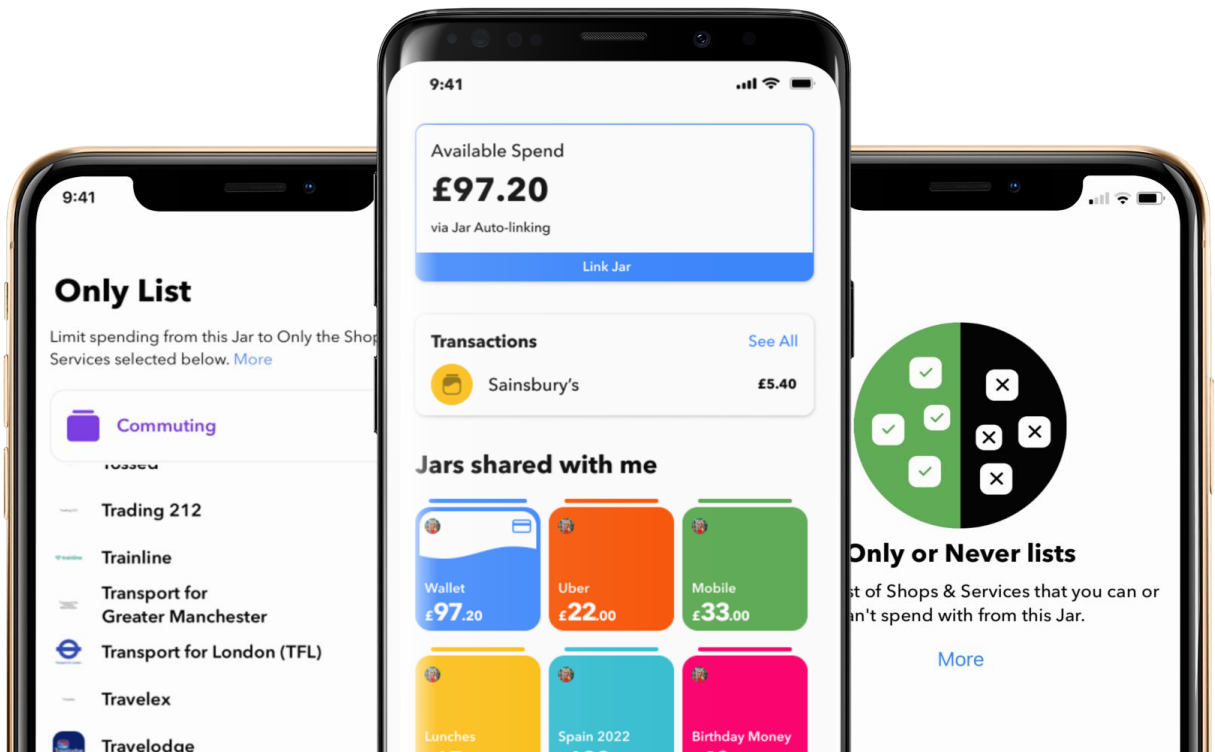 9:41
Only List
Limit spending from this Jar to Only the Shop
Services selected below. More
Commuting
Tossed
Trading 212
Trainline
Transport for
Greater Manchester
Transport for London (TFL)
Travelex
Travelodge
9:41
Available Spend
£97.20
via Jar Auto-linking
Link Jar
Transactions
See All
Sainsbury's
£5.40
Jars shared with me
Wallet
£97.20
Uber
£22.00
Mobile
£33.00
Lunches
Spain 2022
Birthday Money
Only or Never lists
of Shops & Services that you can or
spend with from this Jar.
More